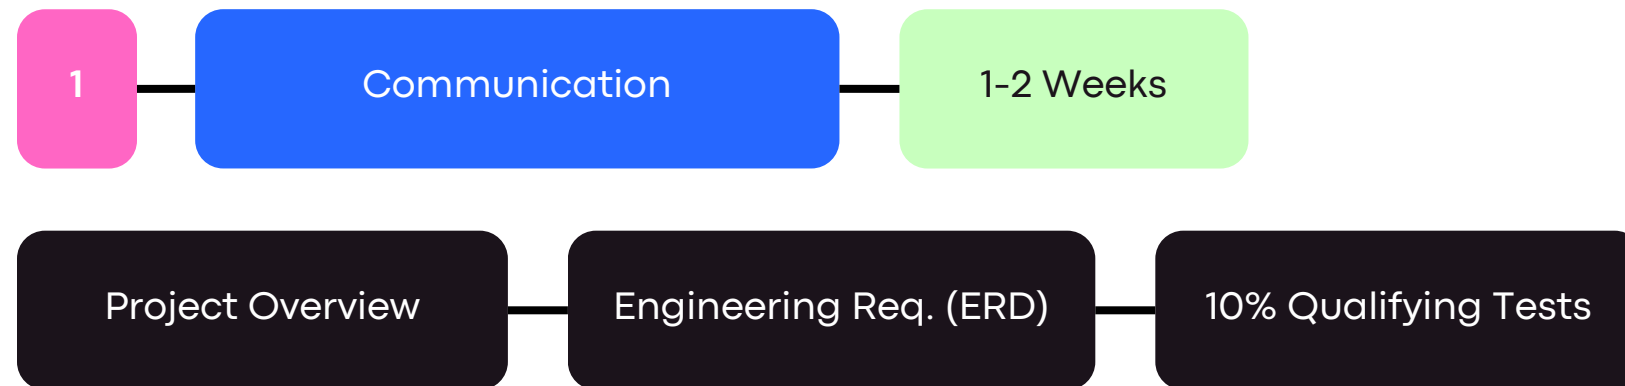 1 Communication 1-2 Weeks
Project Overview Engineering Req. (ERD) 10% Qualifying Tests